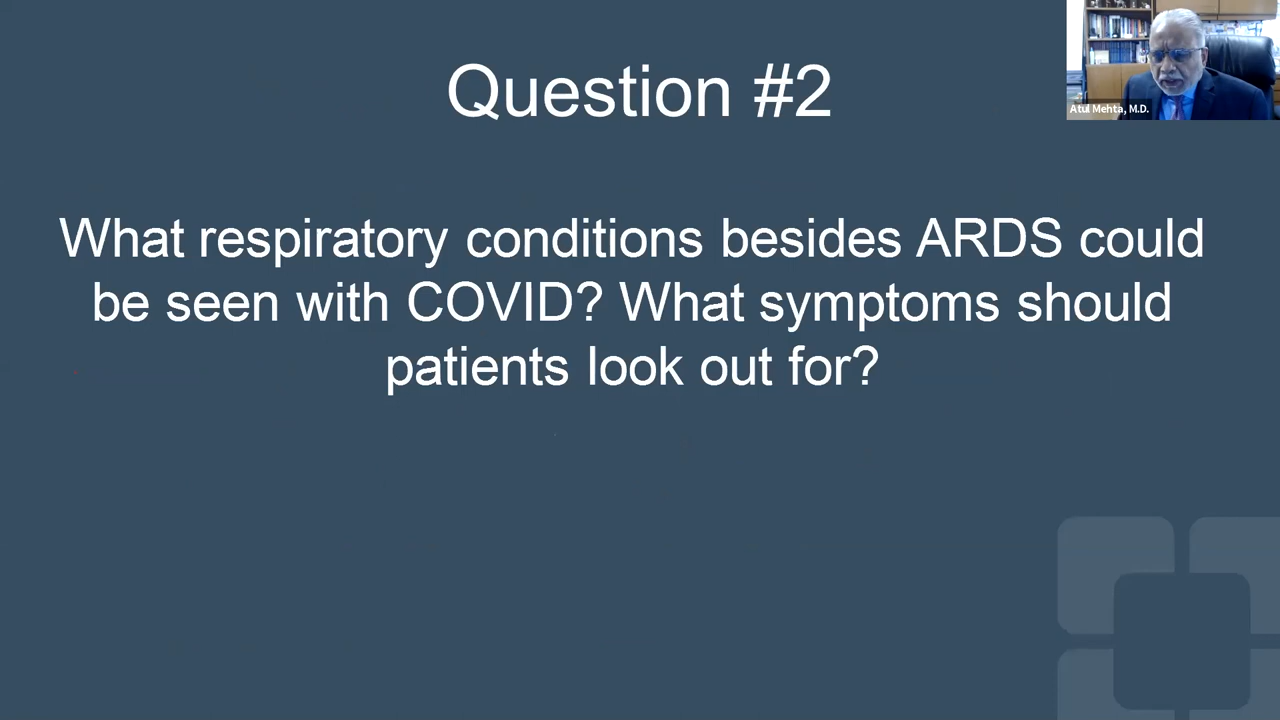 Question #2
Atul Mehta, M.D.
What respiratory conditions besides ARDS could
be seen with COVID? What symptoms should
patients look out for?